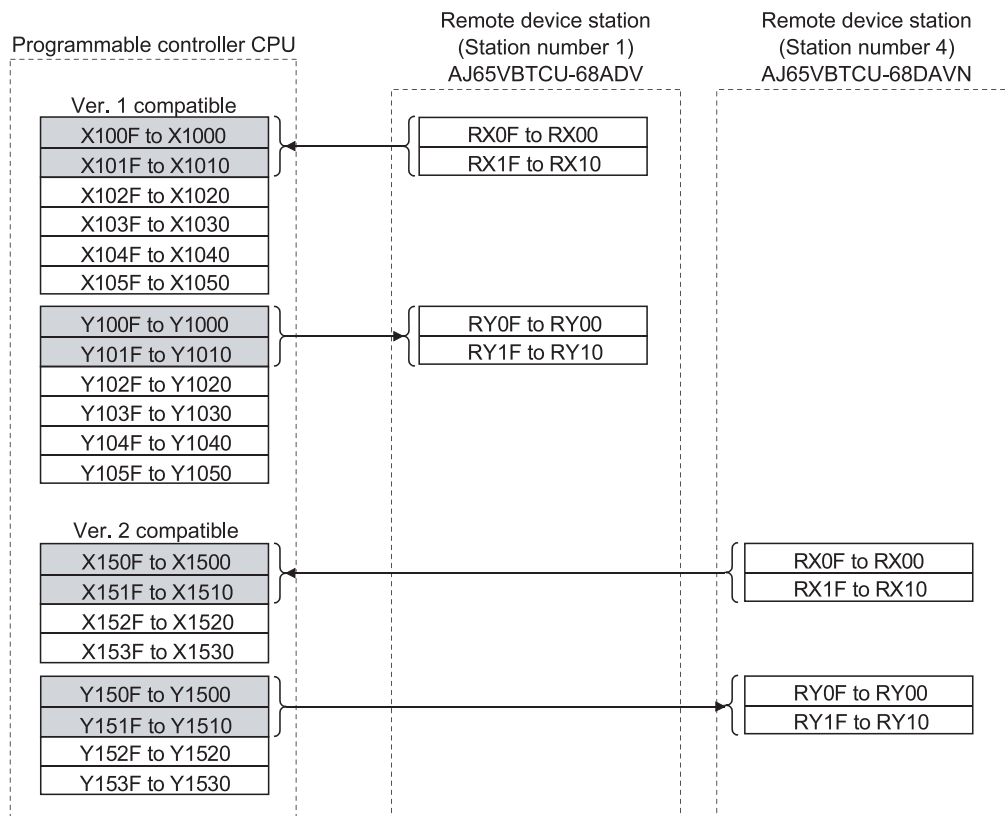 Programmable controller CPU
Remote device station
(Station number 1)
AJ65VBTCU-68ADV
Remote device station
(Station number 4)
AJ65VBTCU-68DAVN
Ver. 1 compatible
X100F to X1000
X101F to X1010
X102F to X1020
X103F to X1030
X104F to X1040
X105F to X1050
RX0F to RX00
RX1F to RX10
Y100F to Y1000
Y101F to Y1010
Y102F to Y1020
Y103F to Y1030
Y104F to Y1040
Y105F to Y1050
RY0F to RY00
RY1F to RY10
Ver. 2 compatible
X150F to X1500
X151F to X1510
X152F to X1520
X153F to X1530
RX0F to RX00
RX1F to RX10
Y150F to Y1500
Y151F to Y1510
Y152F to Y1520
Y153F to Y1530
RY0F to RY00
RY1F to RY10